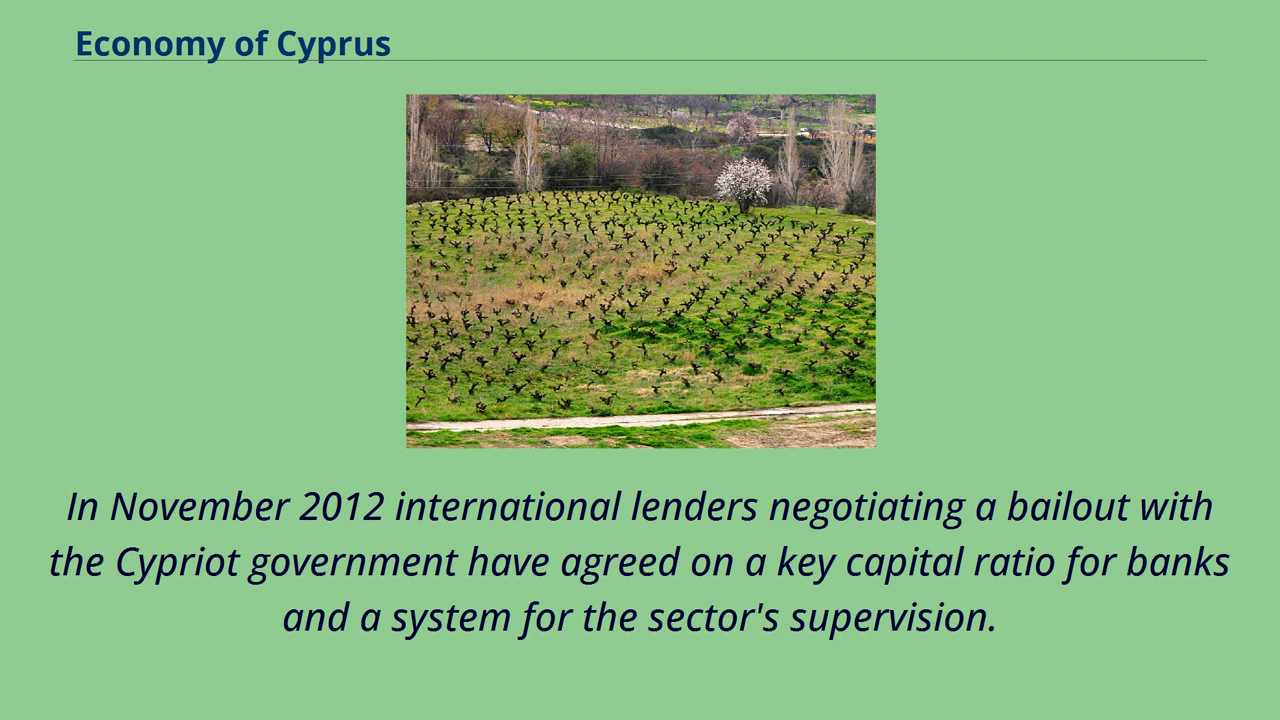 Economy of Cyprus
In November 2012 international lenders negotiating a bailout with
the Cypriot government have agreed on a key capital ratio for banks
and a system for the sector's supervision.